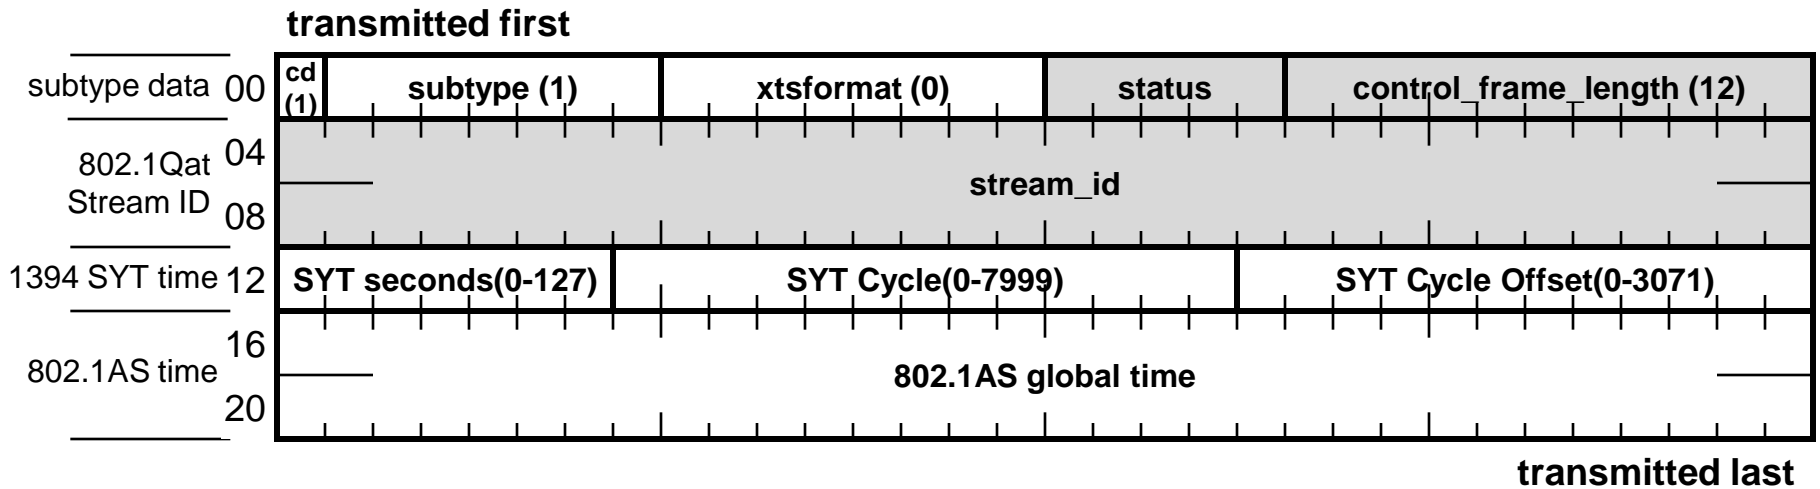 transmitted first
subtype data 00 cd (1) subtype (1) xtsformat (0) status control_frame_length (12)
802.1Qat
Stream ID
04
08
stream_id
1394 SYT time 12 SYT seconds(0-127) SYT Cycle(0-7999) SYT Cycle Offset(0-3071)
802.1AS time
16
20
802.1AS global time
transmitted last